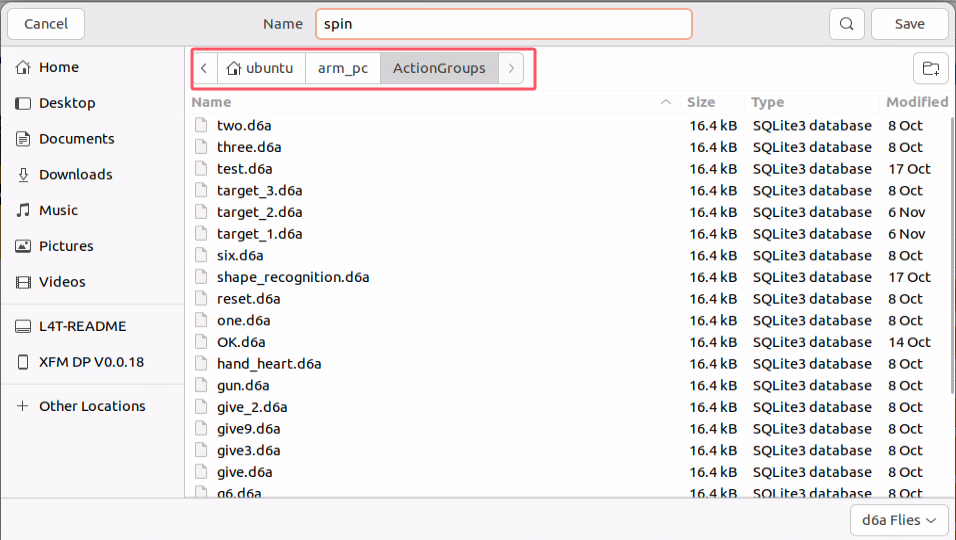 Cancel Name spin Save
Home
Desktop
Documents
Downloads
Music
Pictures
Videos
L4T-README
XFM DP V0.0.18
+ Other Locations
ubuntu arm_pc ActionGroups
Name Size Type Modified
two.d6a 16.4 kB SQLite3 database 8 Oct
three.d6a 16.4 kB SQLite3 database 8 Oct
test.d6a 16.4 kB SQLite3 database 17 Oct
target_3.d6a 16.4 kB SQLite3 database 8 Oct
target_2.d6a 16.4 kB SQLite3 database 6 Nov
target_1.d6a 16.4 kB SQLite3 database 6 Nov
six.d6a 16.4 kB SQLite3 database 8 Oct
shape_recognition.d6a 16.4 kB SQLite3 database 17 Oct
reset.d6a 16.4 kB SQLite3 database 8 Oct
one.d6a 16.4 kB SQLite3 database 8 Oct
OK.d6a 16.4 kB SQLite3 database 14 Oct
hand_heart.d6a 16.4 kB SQLite3 database 8 Oct
gun.d6a 16.4 kB SQLite3 database 8 Oct
give_2.d6a 16.4 kB SQLite3 database 8 Oct
give9.d6a 16.4 kB SQLite3 database 8 Oct
give3.d6a 16.4 kB SQLite3 database 8 Oct
give.d6a 16.4 kB SQLite3 database 8 Oct
g6.d6a 16.4 kB SQLite3 database 8 Oct
d6a Flies